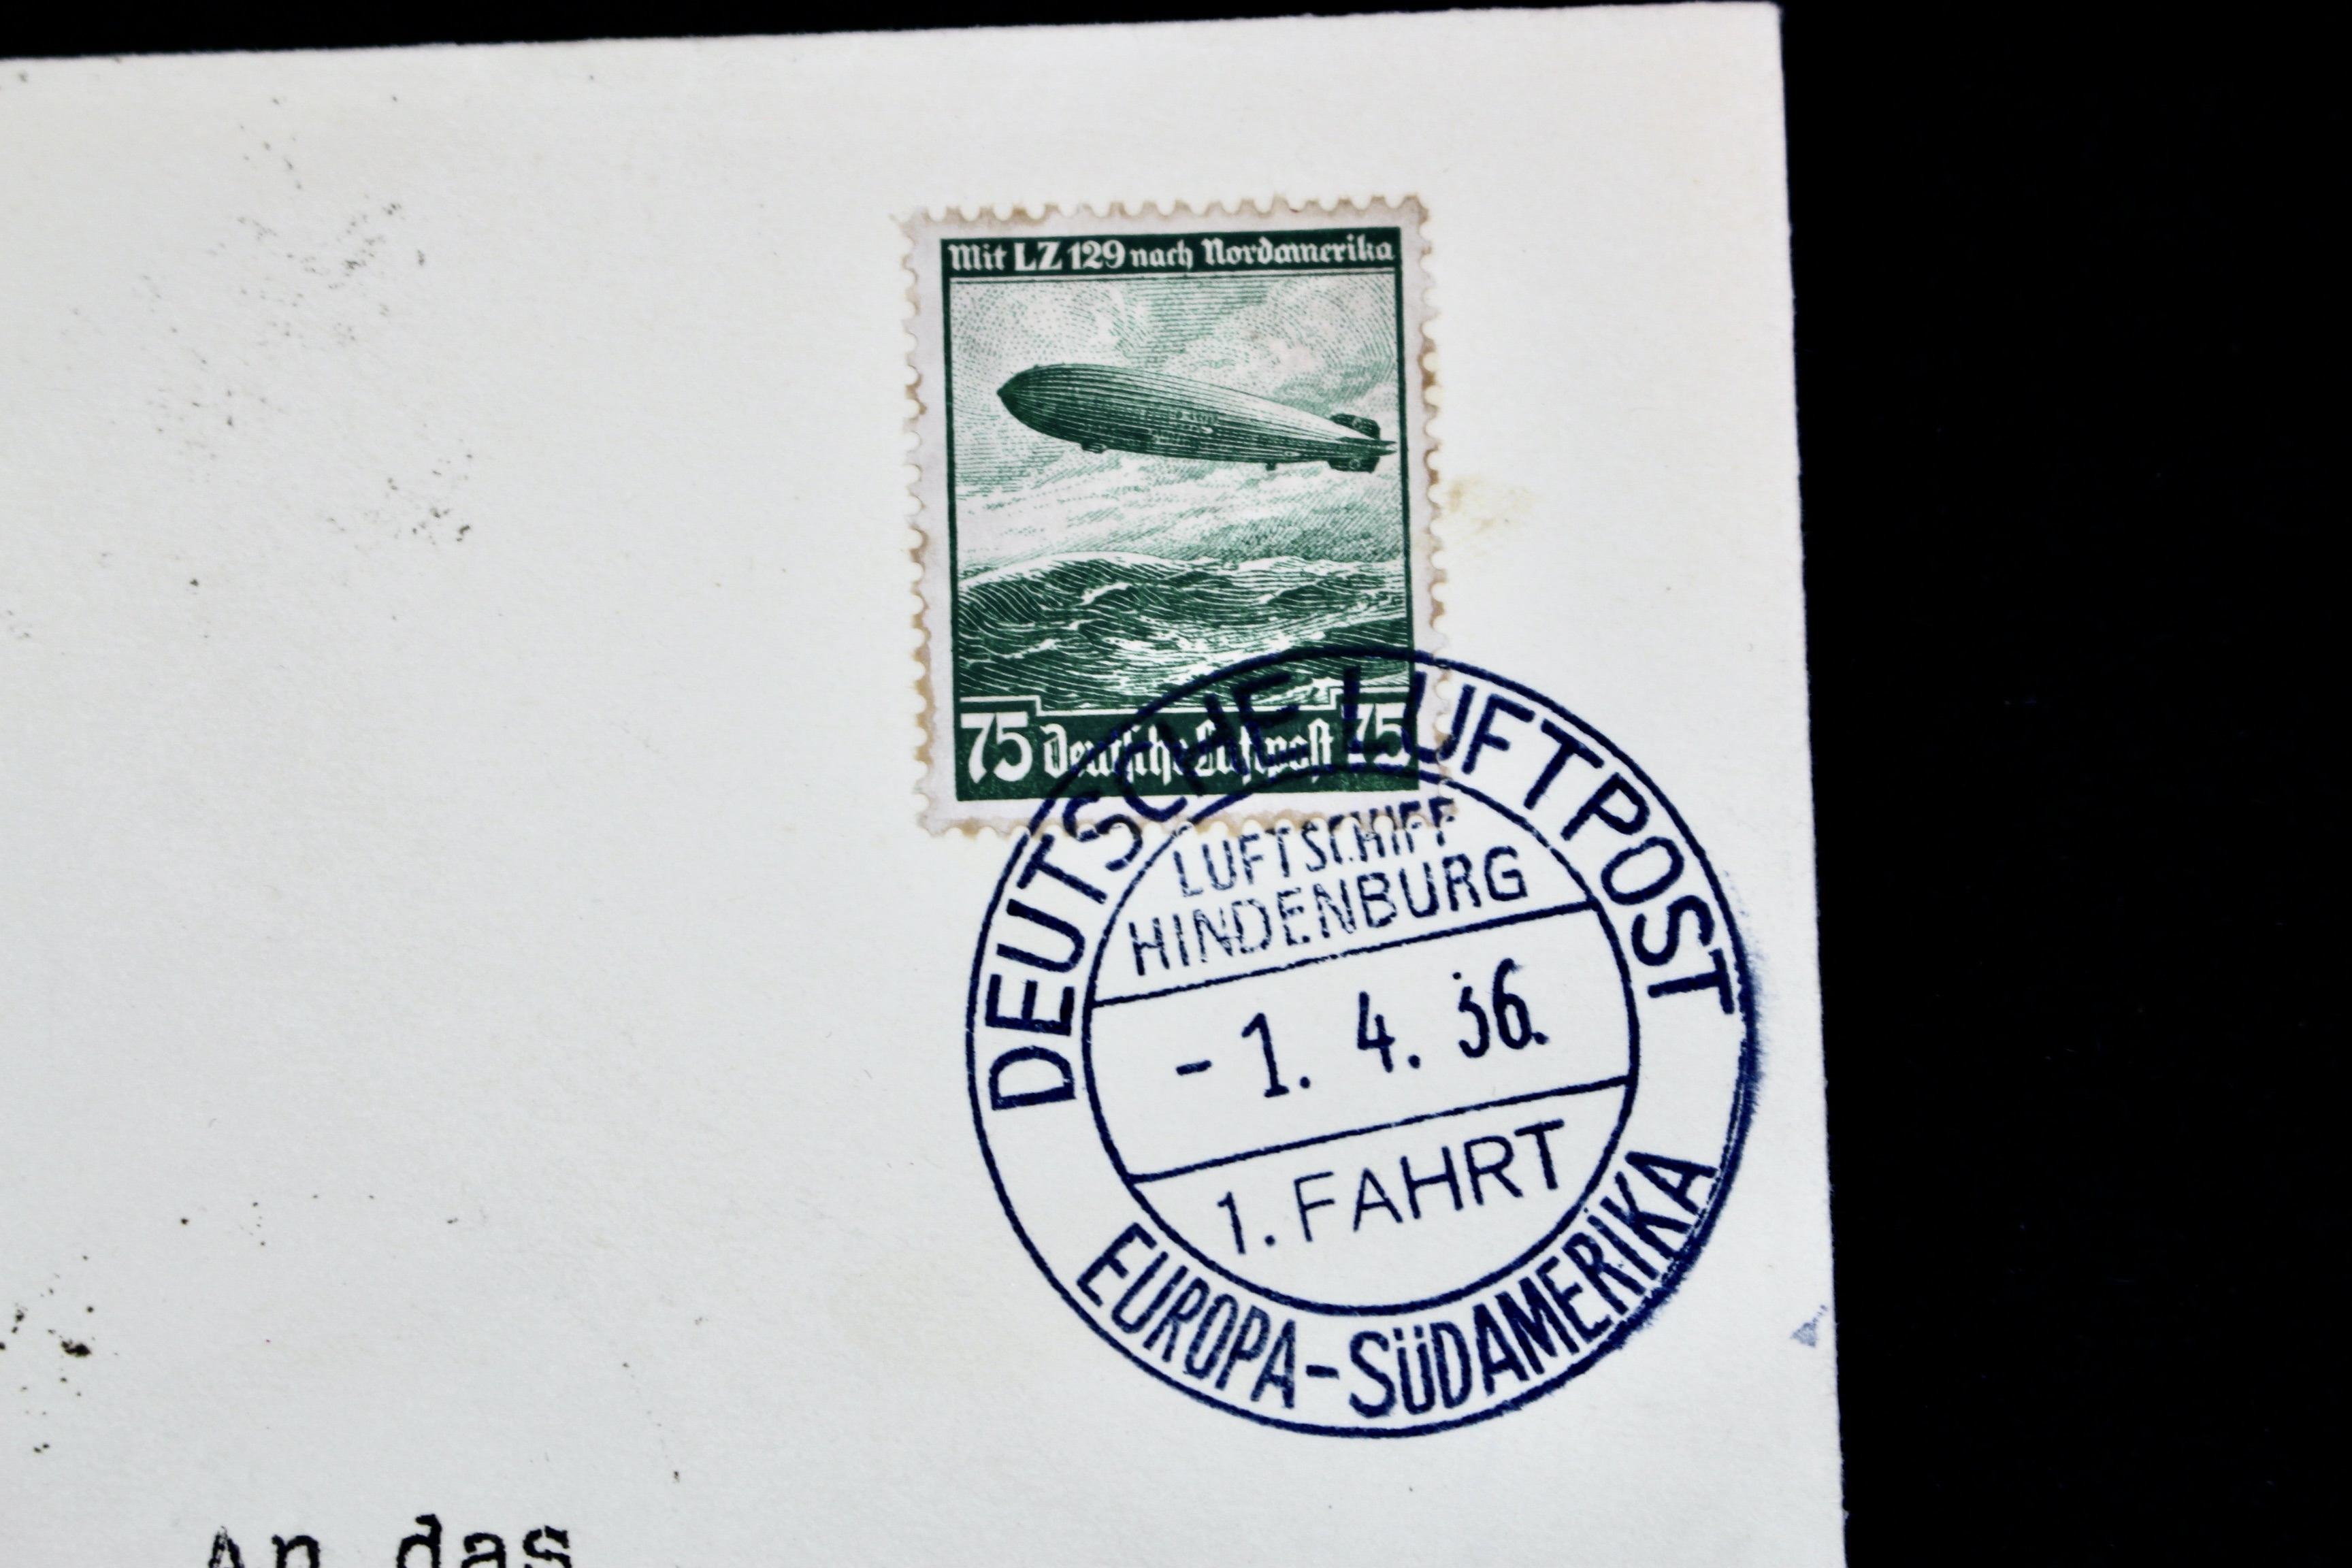 Mit LZ 129 nach Nordamerika
75 Deutsche Luftpost 75
DEUTSCHE LUFTPOST
LUFTSCHIFF
HINDENBURG
-1. 4. 36.
1. FAHRT
EUROPA-SÜDAMERIKA
An das